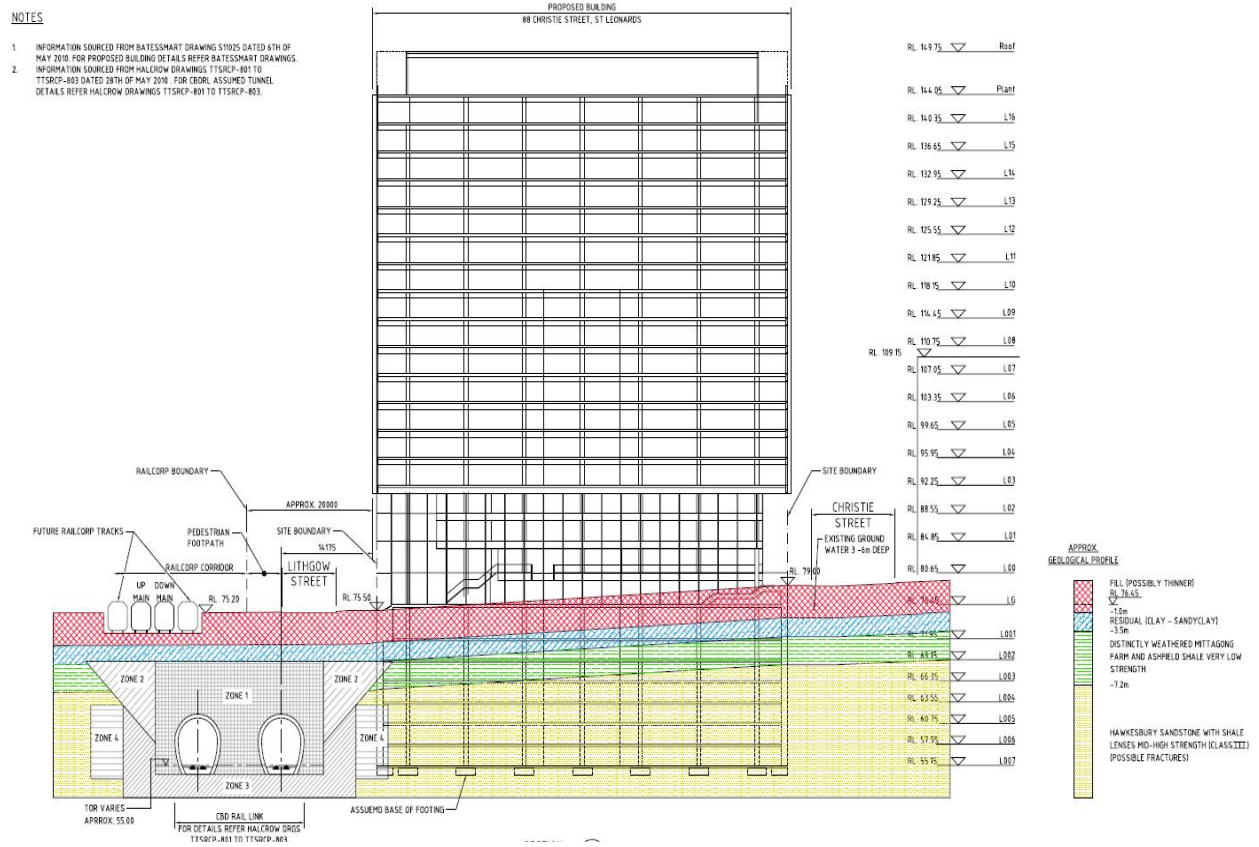 PROPOSED BUILDING
88 CHRISTIE STREET, ST LEONARDS
NOTES
1. INFORMATION SOURCED FROM BATESSMART DRAWING S11025 DATED 6TH OF
MAY 2010. FOR PROPOSED BUILDING DETAILS REFER BATESSMART DRAWINGS.
2. INFORMATION SOURCED FROM HALCROW DRAWINGS TTSRCP-801 TO
TTSRCP-803 DATED 28TH OF MAY 2010. FOR CBDRL ASSUMED TUNNEL
DETAILS REFER HALCROW DRAWINGS TTSRCP-801 TO TTSRCP-803.
RL. 149.75 Roof
RL. 144.05 Plant
RL. 140.35 L16
RL. 136.65 L15
RL. 132.95 L14
RL. 129.25 L13
RL. 125.55 L12
RL. 121.85 L11
RL. 118.15 L10
RL. 114.45 L09
RL. 110.75 L08
RL. 109.15
RL. 107.05 L07
RL. 103.35 L06
RL. 99.65 L05
RL. 95.95 L04
RL. 92.25 L03
RL. 88.55 L02
RL. 84.85 L01
RL. 80.65 L00
LG
L001
L002
RL. 66.35 L003
RL. 63.55 L004
RL. 60.75 L005
RL. 57.95 L006
RL. 55.15 L007
RAILCORP BOUNDARY
APPROX. 20000
SITE BOUNDARY
FUTURE RAILCORP TRACKS
PEDESTRIAN
FOOTPATH
SITE BOUNDARY
14175
CHRISTIE
STREET
EXISTING GROUND
WATER 3 -6m DEEP
RAILCORP CORRIDOR
LITHGOW
STREET
UP
MAIN
DOWN
MAIN
RL. 75.20
RL. 75.50
RL. 79.00
ZONE 2
ZONE 1
ZONE 2
ZONE 4
ZONE 4
ZONE 3
TOR VARIES
APRROX. 55.00
CBD RAIL LINK
FOR DETAILS REFER HALCROW DRGS
TTSRCP-801 TO TTSRCP-803
ASSUEMD BASE OF FOOTING
APPROX.
GEOLOGICAL PROFILE
FILL (POSSIBLY THINNER)
RL 76.45
-1.0m
RESIDUAL (CLAY - SANDYCLAY)
-3.5m
DISTINCTLY WEATHERED MITTAGONG
FARM AND ASHFIELD SHALE VERY LOW
STRENGTH
-7.2m
HAWKESBURY SANDSTONE WITH SHALE
LENSES MID-HIGH STRENGTH (CLASS III)
(POSSIBLE FRACTURES)